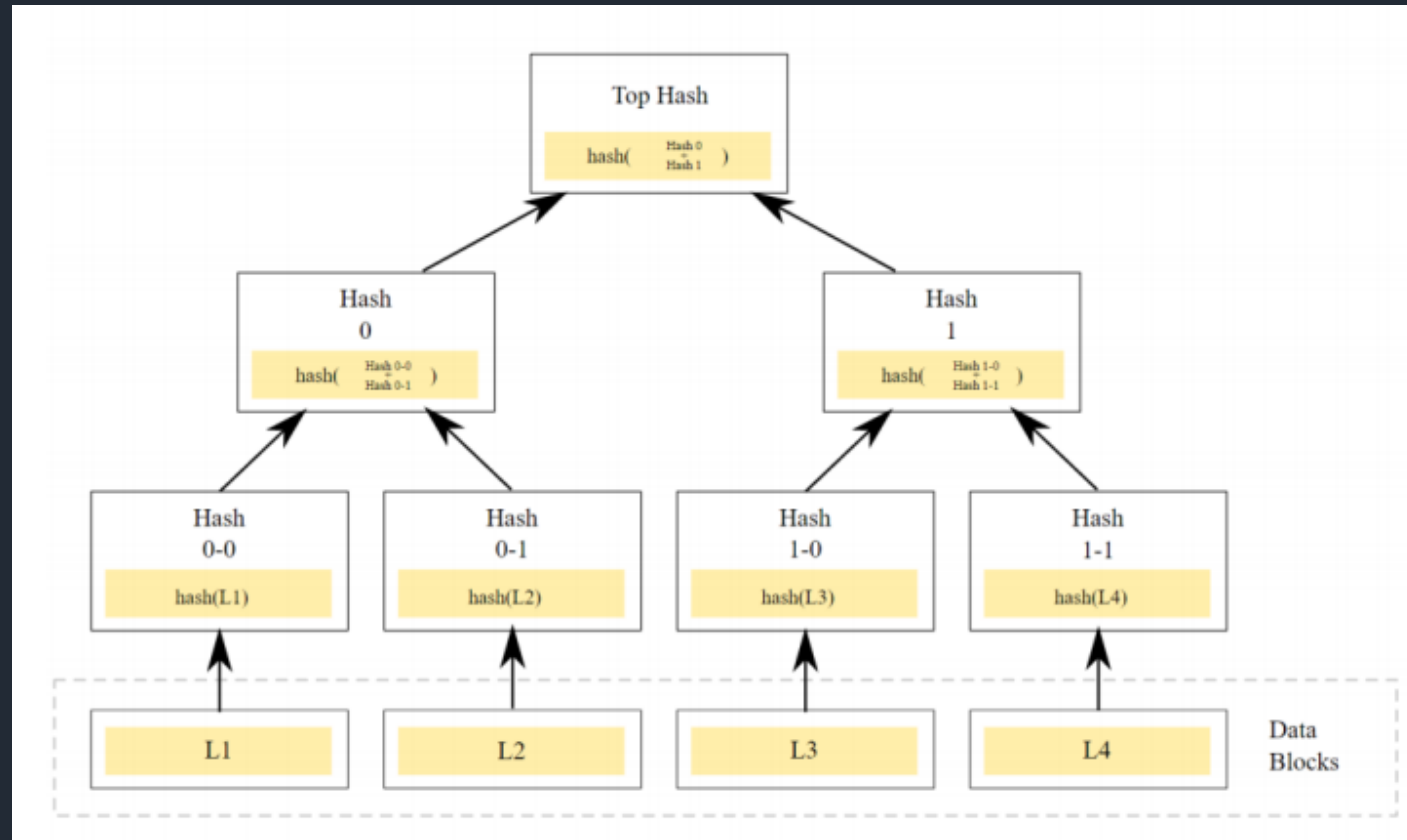 Top Hash
hash( Hash 0 + Hash 1 )
Hash
0
hash( Hash 0-0 + Hash 0-1 )
Hash
1
hash( Hash 1-0 + Hash 1-1 )
Hash
0-0
hash(L1)
Hash
0-1
hash(L2)
Hash
1-0
hash(L3)
Hash
1-1
hash(L4)
L1
L2
L3
L4
Data
Blocks